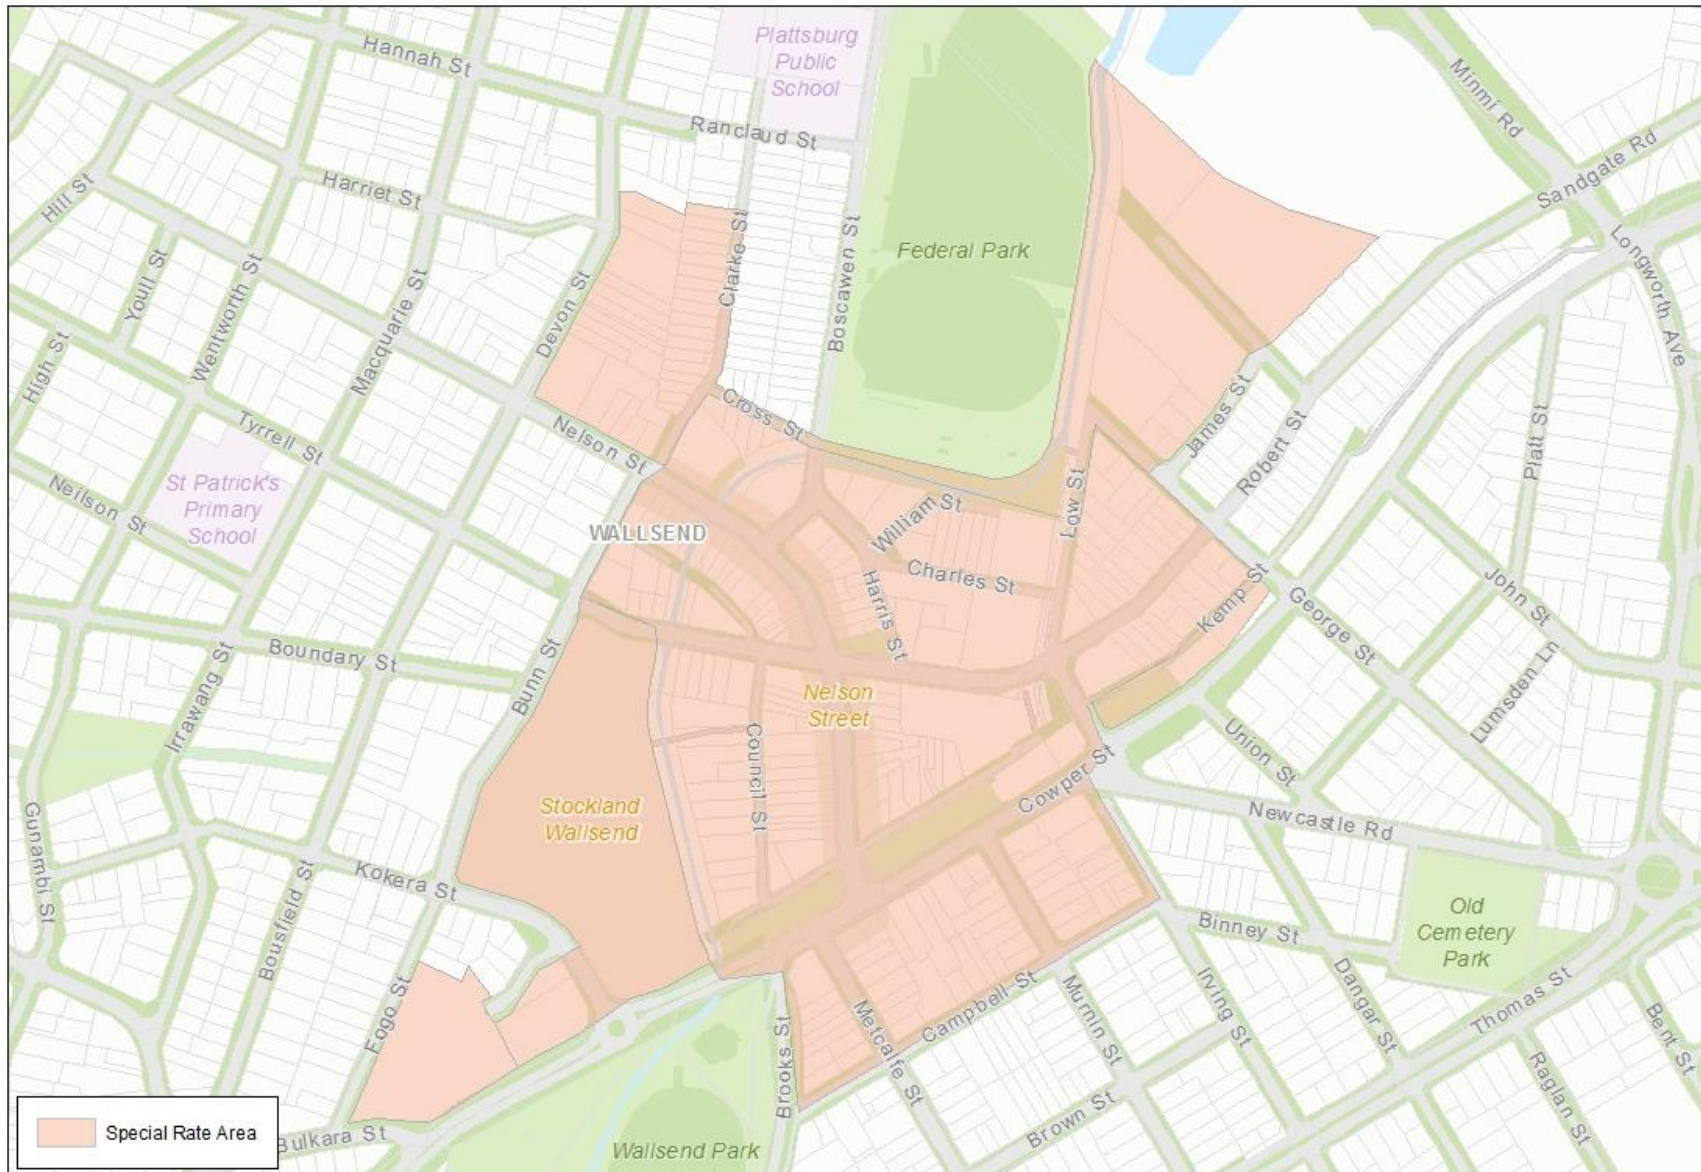 Hannah St
Plattsburg
Public
School
Minmi Rd
Ranclaud St
Sandgate Rd
Harriet St
Hill St
Clarke St
Boscawen St
Federal Park
Longworth Ave
Youll St
Wentworth St
Macquarie St
Devon St
High St
Tyrrell St
Nelson St
Cross St
James St
Robert St
Platt St
St Patrick's
Primary
School
Neilson St
WALLSEND
William St
Low St
Charles St
Harris St
Kemp St
George St
John St
Lumsden Ln
Boundary St
Irrawang St
Bunn St
Nelson
Street
Council St
Union St
Stockland
Wallsend
Cowper St
Newcastle Rd
Gunambi St
Bousfield St
Kokera St
Fogo St
Old
Cemetery
Park
Binney St
Irving St
Dangar St
Thomas St
Bent St
Campbell St
Murnin St
Metcalfe St
Brooks St
Brown St
Raglan St
Bulkara St
Wallsend Park
Special Rate Area